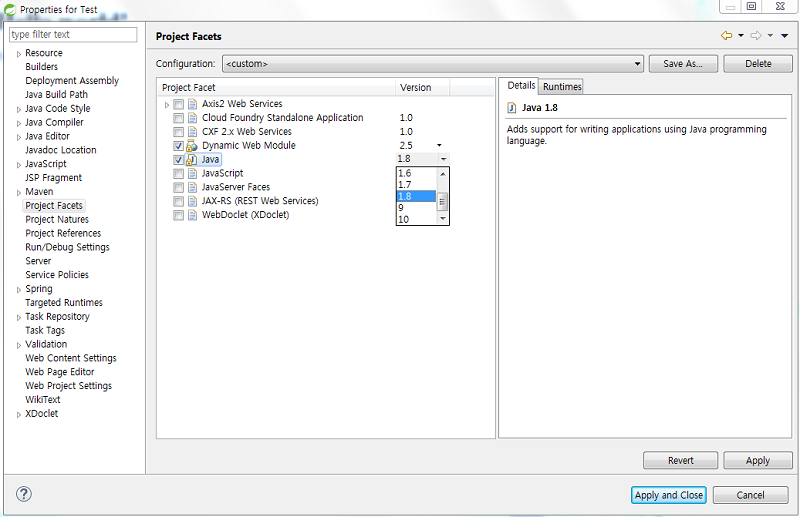 Properties for Test
type filter text
Resource
Builders
Deployment Assembly
Java Build Path
Java Code Style
Java Compiler
Java Editor
Javadoc Location
JavaScript
JSP Fragment
Maven
Project Facets
Project Natures
Project References
Run/Debug Settings
Server
Service Policies
Spring
Targeted Runtimes
Task Repository
Task Tags
Validation
Web Content Settings
Web Page Editor
Web Project Settings
WikiText
XDoclet
Project Facets
Configuration: <custom> Save As... Delete
Project Facet Version
Axis2 Web Services
Cloud Foundry Standalone Application 1.0
CXF 2.x Web Services 1.0
Dynamic Web Module 2.5
Java 1.8
JavaScript
JavaServer Faces
JAX-RS (REST Web Services)
WebDoclet (XDoclet)
1.6
1.7
1.8
9
10
Details Runtimes
Java 1.8
Adds support for writing applications using Java programming
language.
Revert Apply
? Apply and Close Cancel